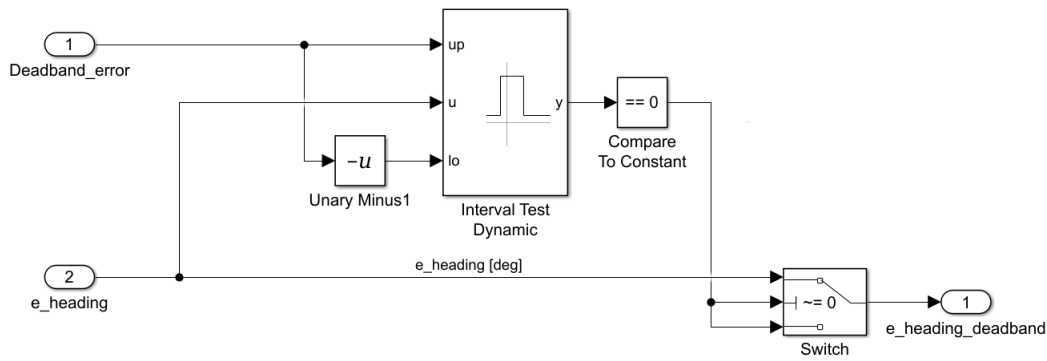 1
Deadband_error
up
u
lo
y
-u
Unary Minus1
Interval Test
Dynamic
== 0
Compare
To Constant
2
e_heading
e_heading [deg]
~= 0
Switch
1
e_heading_deadband